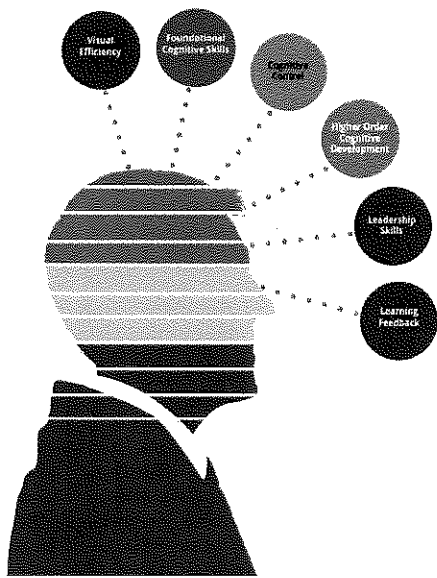 Visual
Efficiency
Foundational
Cognitive Skills
Cognitive
Control
Higher Order
Cognitive
Development
Leadership
Skills
Learning
Feedback